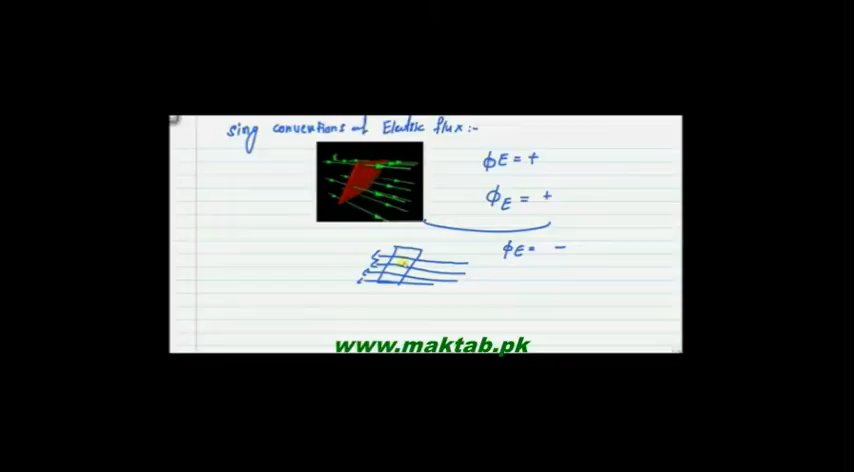 sing conventions of Electric flux:-
E
ϕE = +
ϕE = +
ϕE = -
www.maktab.pk